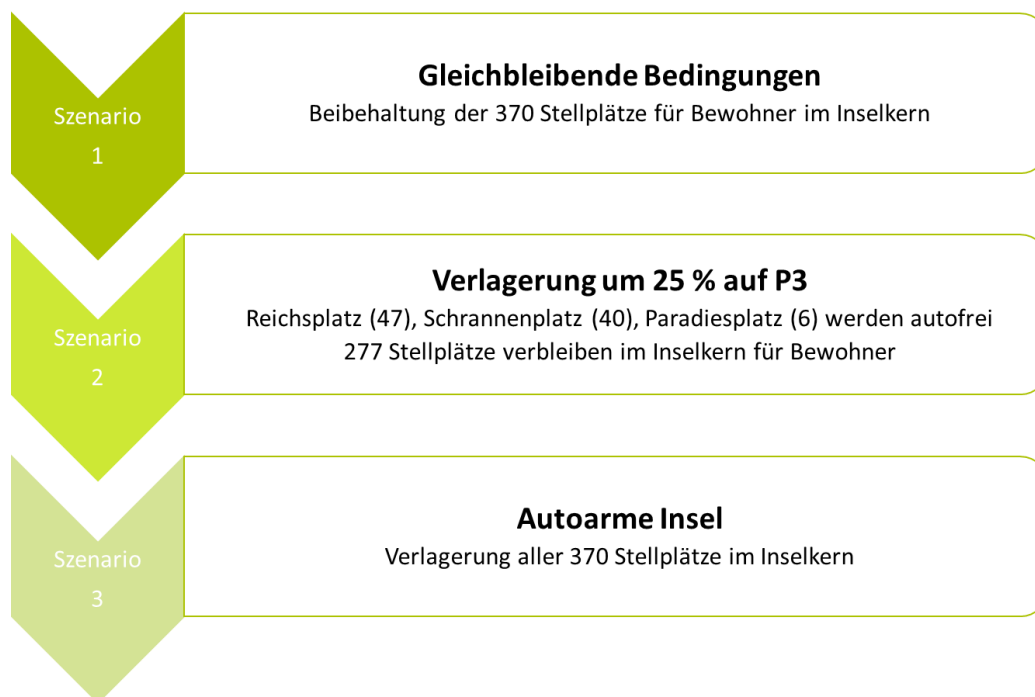 Szenario
1
Gleichbleibende Bedingungen
Beibehaltung der 370 Stellplätze für Bewohner im Inselkern
Szenario
2
Verlagerung um 25 % auf P3
Reichsplatz (47), Schrannenplatz (40), Paradiesplatz (6) werden autofrei
277 Stellplätze verbleiben im Inselkern für Bewohner
Szenario
3
Autoarme Insel
Verlagerung aller 370 Stellplätze im Inselkern